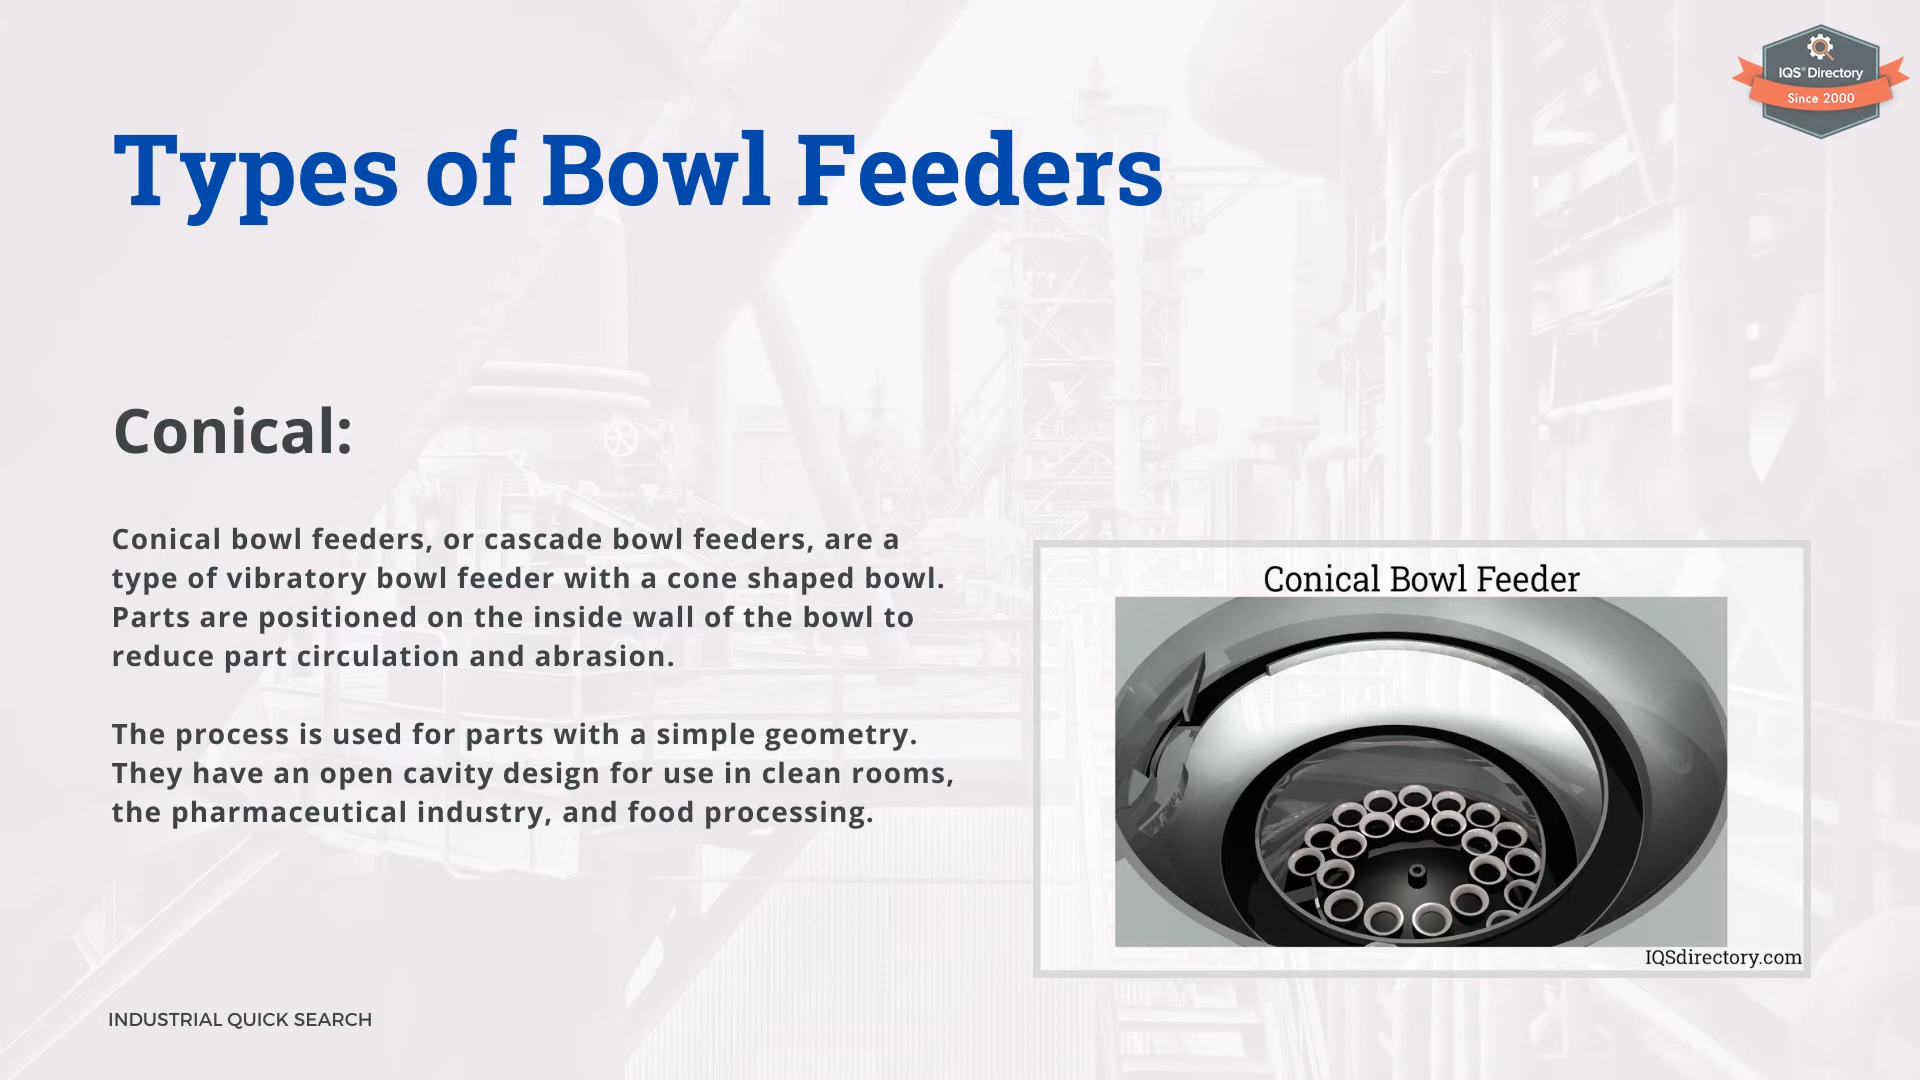 IQS® Directory
Since 2000
Types of Bowl Feeders
Conical:
Conical bowl feeders, or cascade bowl feeders, are a
type of vibratory bowl feeder with a cone shaped bowl.
Parts are positioned on the inside wall of the bowl to
reduce part circulation and abrasion.
The process is used for parts with a simple geometry.
They have an open cavity design for use in clean rooms,
the pharmaceutical industry, and food processing.
Conical Bowl Feeder
IQSdirectory.com
INDUSTRIAL QUICK SEARCH